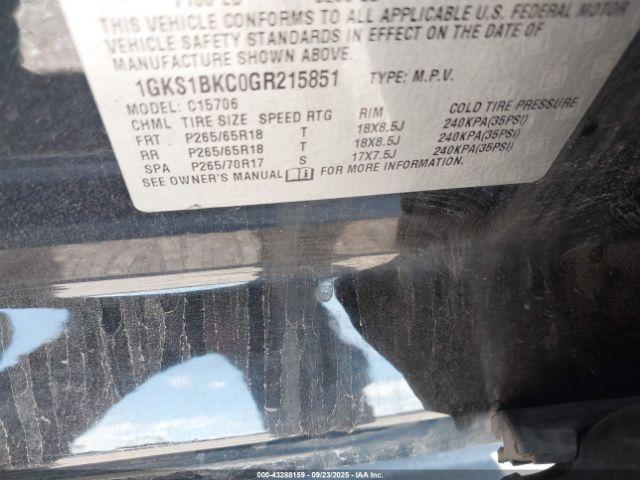 THIS VEHICLE CONFORMS TO ALL APPLICABLE U.S. FEDERAL MOTOR
VEHICLE SAFETY STANDARDS IN EFFECT ON THE DATE OF
MANUFACTURE SHOWN ABOVE.
1GKS1BKC0GR215851 TYPE: M.P.V.
MODEL: C15706
CHML TIRE SIZE SPEED RTG RIM COLD TIRE PRESSURE
FRT P265/65R18 T 18X8.5J 240KPA(35PSI)
RR P265/65R18 T 18X8.5J 240KPA(35PSI)
SPA P265/70R17 S 17X7.5J 240KPA(35PSI)
SEE OWNER'S MANUAL FOR MORE INFORMATION.
000-43288159 - 09/23/2025 - IAA Inc.